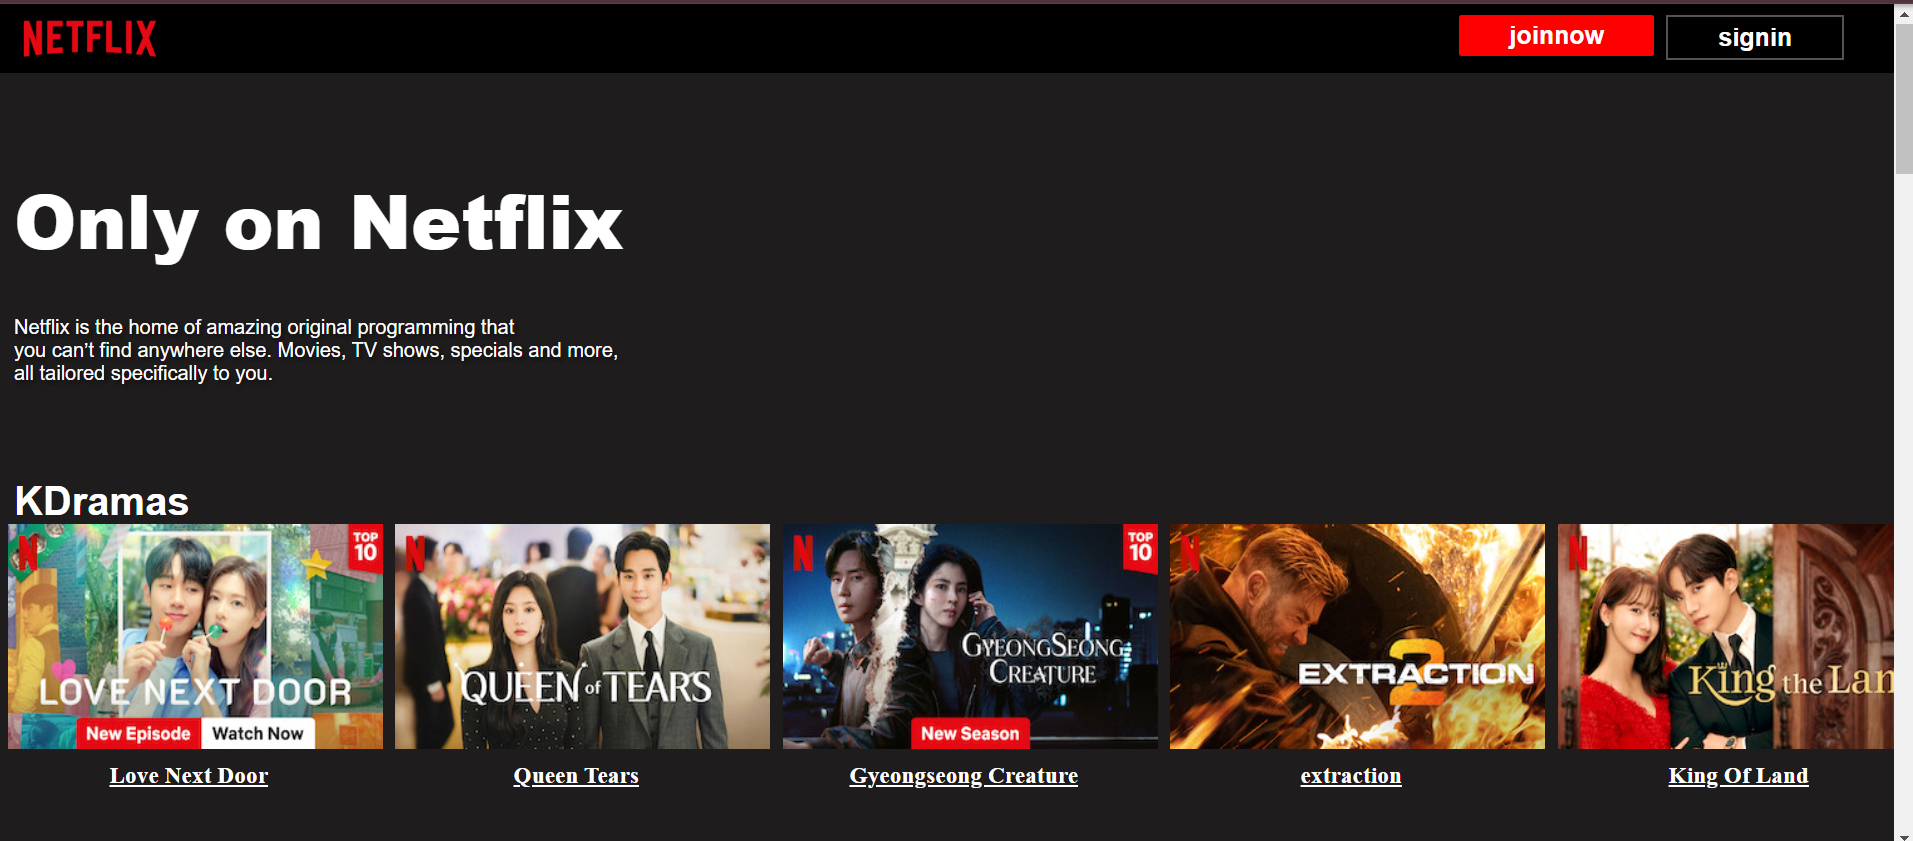 NETFLIX
joinnow
signin
Only on Netflix
Netflix is the home of amazing original programming that
you can’t find anywhere else. Movies, TV shows, specials and more,
all tailored specifically to you.
KDramas
N
TOP
10
LOVE NEXT DOOR
New Episode Watch Now
N
QUEEN OF TEARS
N
TOP
10
GYEONGSEONG
CREATURE
New Season
N
EXTRACTION
2
N
King the Lan
Love Next Door
Queen Tears
Gyeongseong Creature
extraction
King Of Land